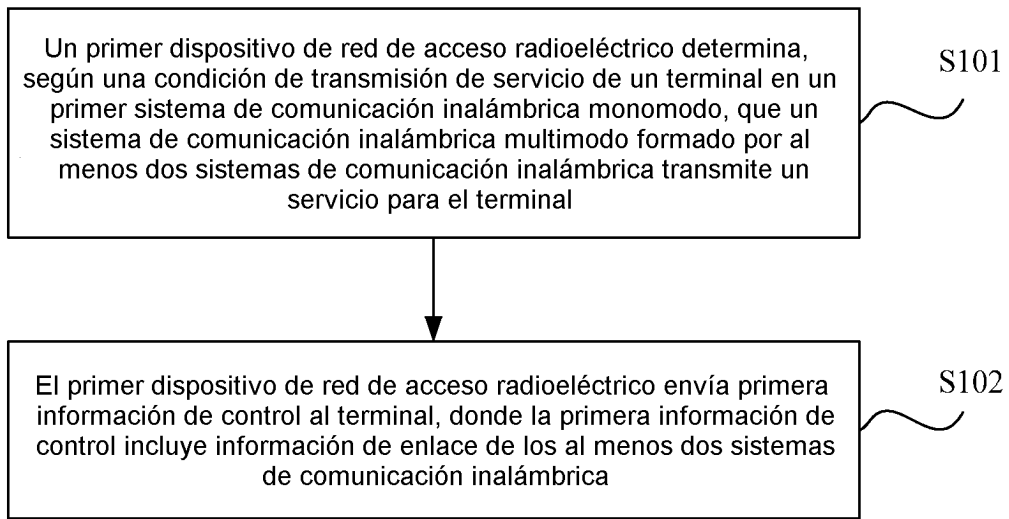 Un primer dispositivo de red de acceso radioeléctrico determina,
según una condición de transmisión de servicio de un terminal en un
primer sistema de comunicación inalámbrica monomodo, que un
sistema de comunicación inalámbrica multimodo formado por al
menos dos sistemas de comunicación inalámbrica transmite un
servicio para el terminal
S101
El primer dispositivo de red de acceso radioeléctrico envía primera
información de control al terminal, donde la primera información de
control incluye información de enlace de los al menos dos sistemas
de comunicación inalámbrica
S102